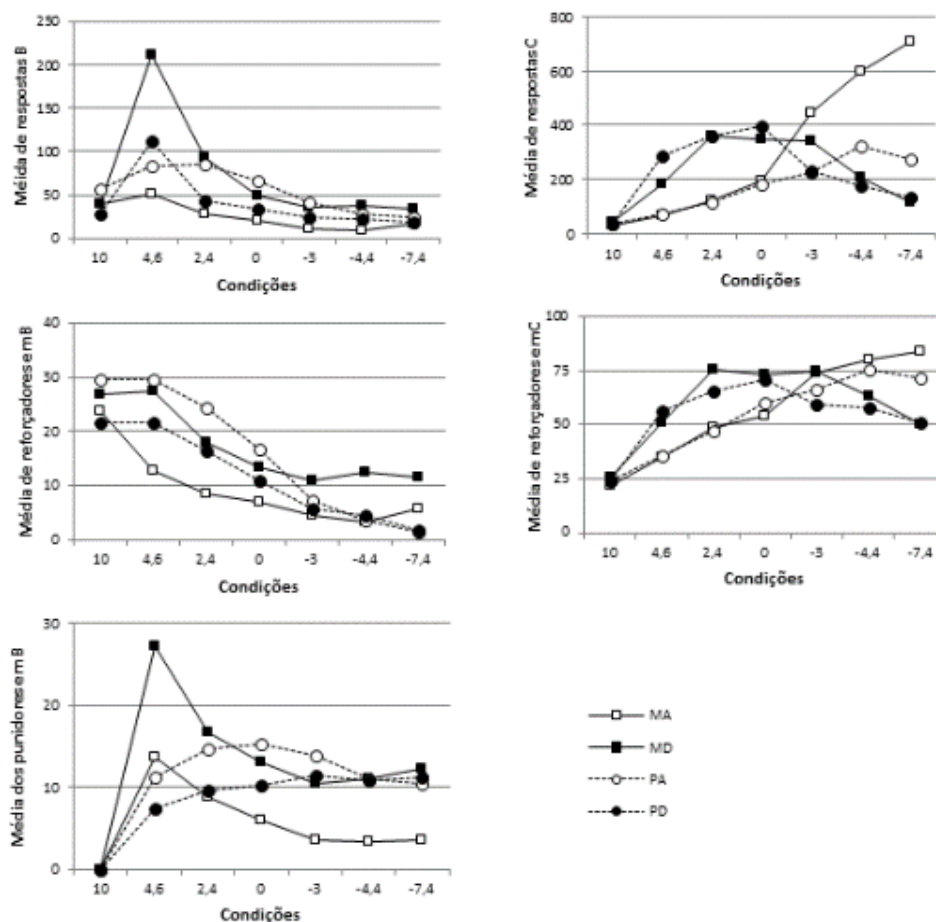 Méida de respostas B
250
200
150
100
50
0
10 4,6 2,4 0 -3 -4,4 -7,4
Condições
Média de respostas C
800
600
400
200
0
10 4,6 2,4 0 -3 -4,4 -7,4
Condições
Média de reforçadores em B
40
30
20
10
0
10 4,6 2,4 0 -3 -4,4 -7,4
Condições
Média de reforçadores em C
100
75
50
25
0
10 4,6 2,4 0 -3 -4,4 -7,4
Condições
Média dos punidores em B
30
20
10
0
10 4,6 2,4 0 -3 -4,4 -7,4
Condições
MA
MD
PA
PD